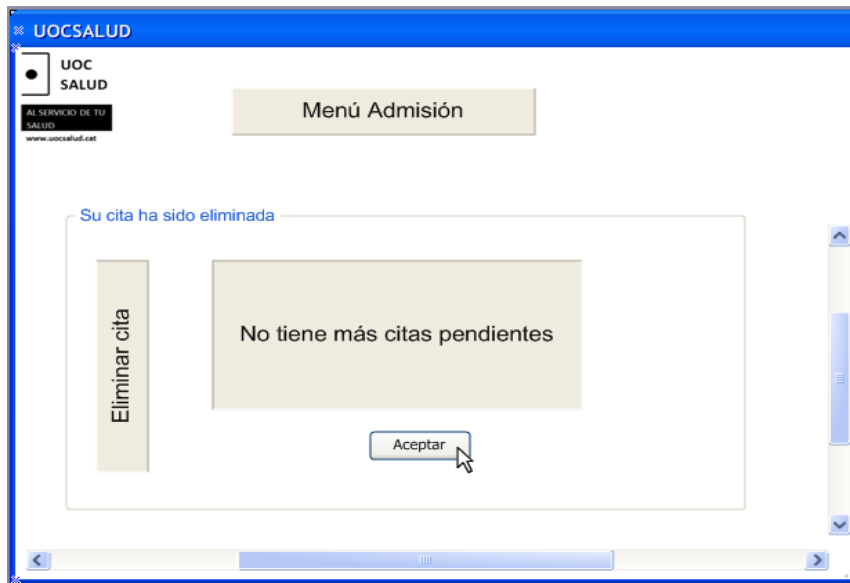 UOCSALUD
UOC
SALUD
AL SERVICIO DE TU
SALUD
www.uocsalud.cat
Menú Admisión
Su cita ha sido eliminada
Eliminar cita
No tiene más citas pendientes
Aceptar